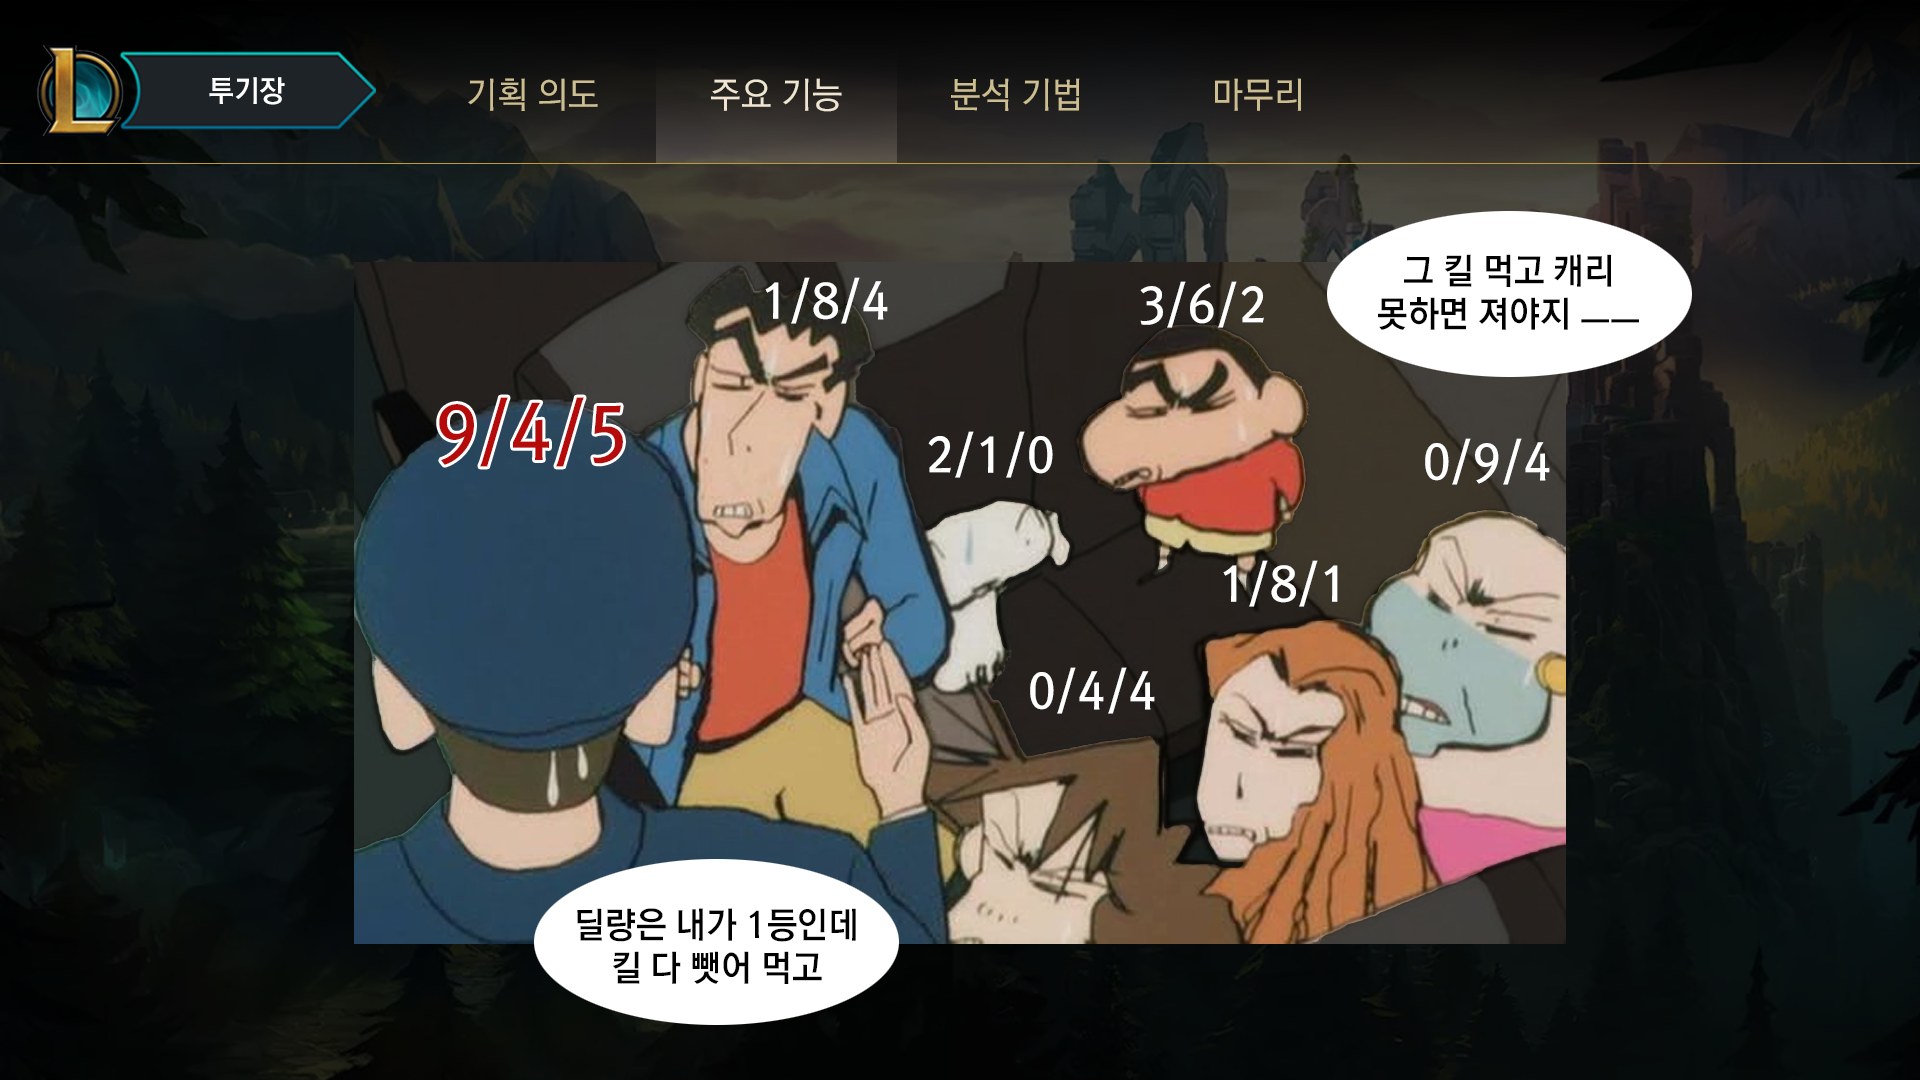 투기장
기획 의도
주요 기능
분석 기법
마무리
그 킬 먹고 캐리
못하면 져야지 ㅡㅡ
1/8/4
3/6/2
9/4/5
2/1/0
0/9/4
1/8/1
0/4/4
딜량은 내가 1등인데
킬 다 뺏어 먹고